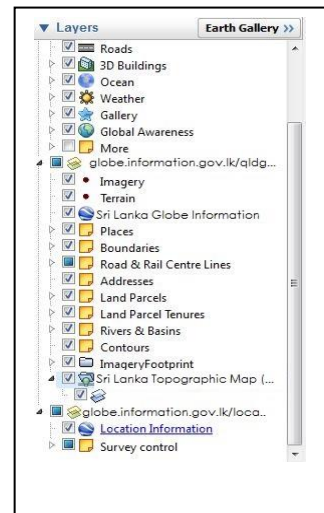 Layers Earth Gallery >>
Roads
3D Buildings
Ocean
Weather
Gallery
Global Awareness
More
globe.information.gov.lk/qldg...
Imagery
Terrain
Sri Lanka Globe Information
Places
Boundaries
Road & Rail Centre Lines
Addresses
Land Parcels
Land Parcel Tenures
Rivers & Basins
Contours
ImageryFootprint
Sri Lanka Topographic Map (...
globe.information.gov.lk/loca..
Location Information
Survey control